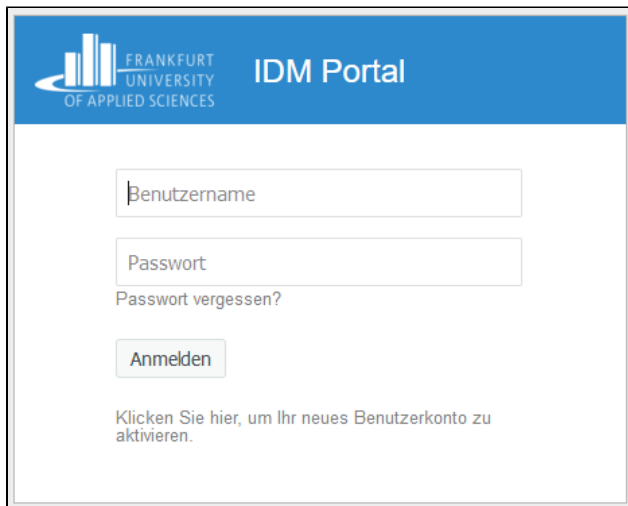 FRANKFURT
UNIVERSITY
OF APPLIED SCIENCES
IDM Portal
Benutzername
Passwort
Passwort vergessen?
Anmelden
Klicken Sie hier, um Ihr neues Benutzerkonto zu
aktivieren.